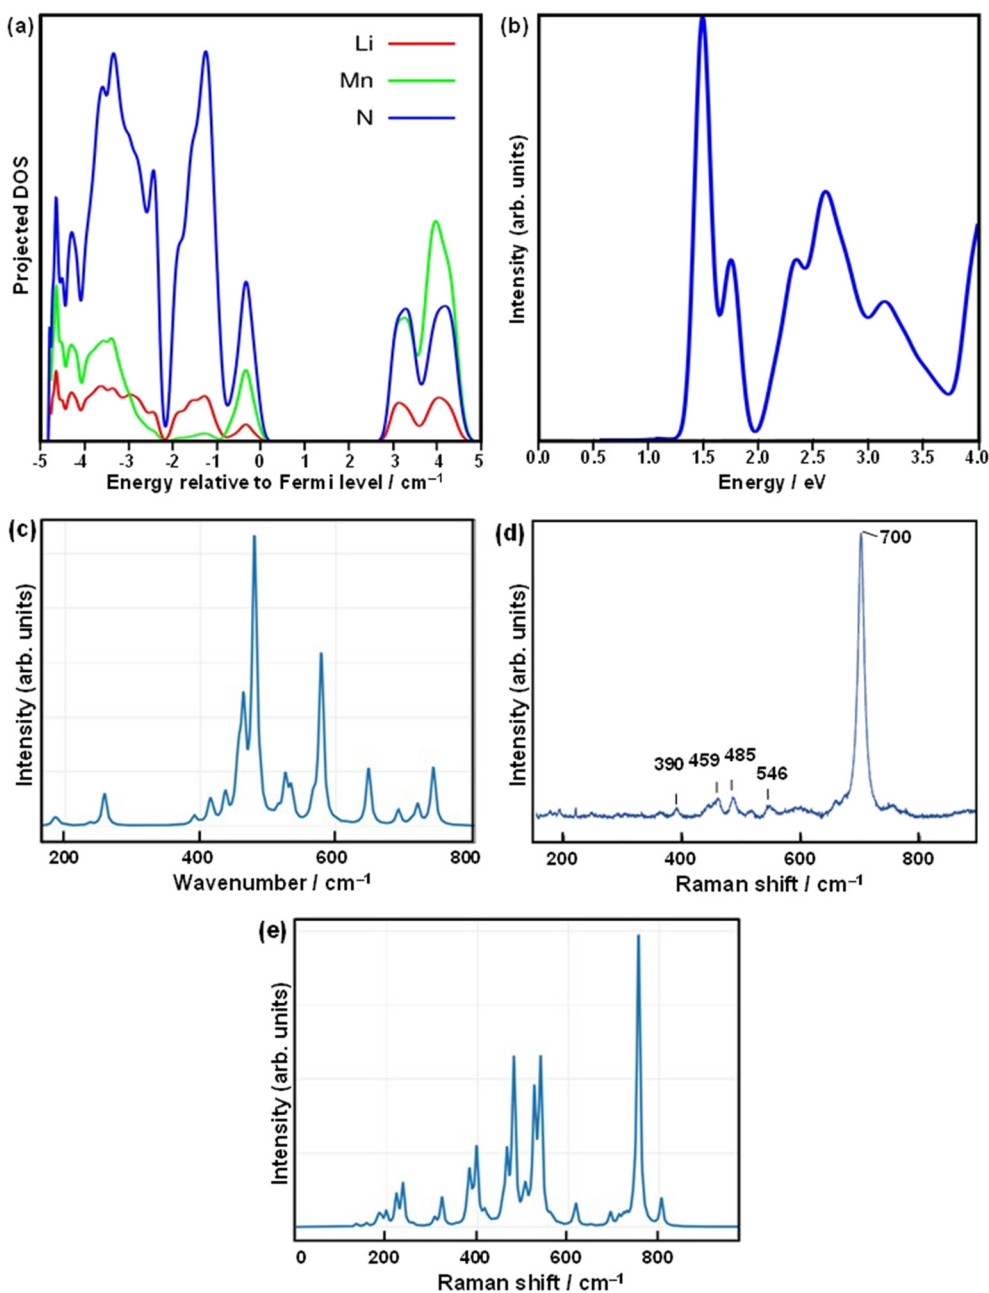 (a)
Li
Mn
N
Projected DOS
-5 -4 -3 -2 -1 0 1 2 3 4 5
Energy relative to Fermi level / cm⁻¹
(b)
Intensity (arb. units)
0.0 0.5 1.0 1.5 2.0 2.5 3.0 3.5 4.0
Energy / eV
(c)
Intensity (arb. units)
200 400 600 800
Wavenumber / cm⁻¹
(d)
700
390 459 485 546
Intensity (arb. units)
200 400 600 800
Raman shift / cm⁻¹
(e)
Intensity (arb. units)
0 200 400 600 800
Raman shift / cm⁻¹